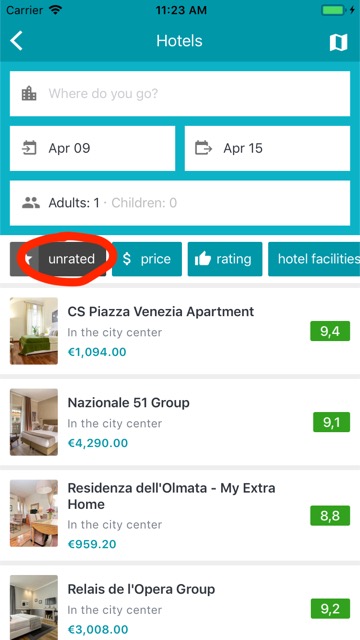 Carrier 11:23 AM
Hotels
Where do you go?
Apr 09 Apr 15
Adults: 1 · Children: 0
unrated $ price rating hotel facilities
CS Piazza Venezia Apartment
In the city center
€1,094.00
9,4
Nazionale 51 Group
In the city center
€4,290.00
9,1
Residenza dell'Olmata - My Extra
Home
In the city center
€959.20
8,8
Relais de l'Opera Group
In the city center
€3,008.00
9,2